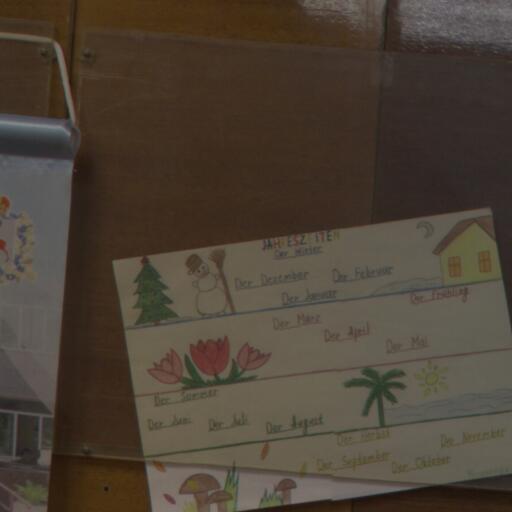 JAHRESZEITEN
Der Winter
Der Dezember Der Februar
Der Januar
Der Frühling
Der März
Der April
Der Mai
Der Sommer
Der Juni Der Juli Der August
Der Herbst
Der September Der Oktober Der November